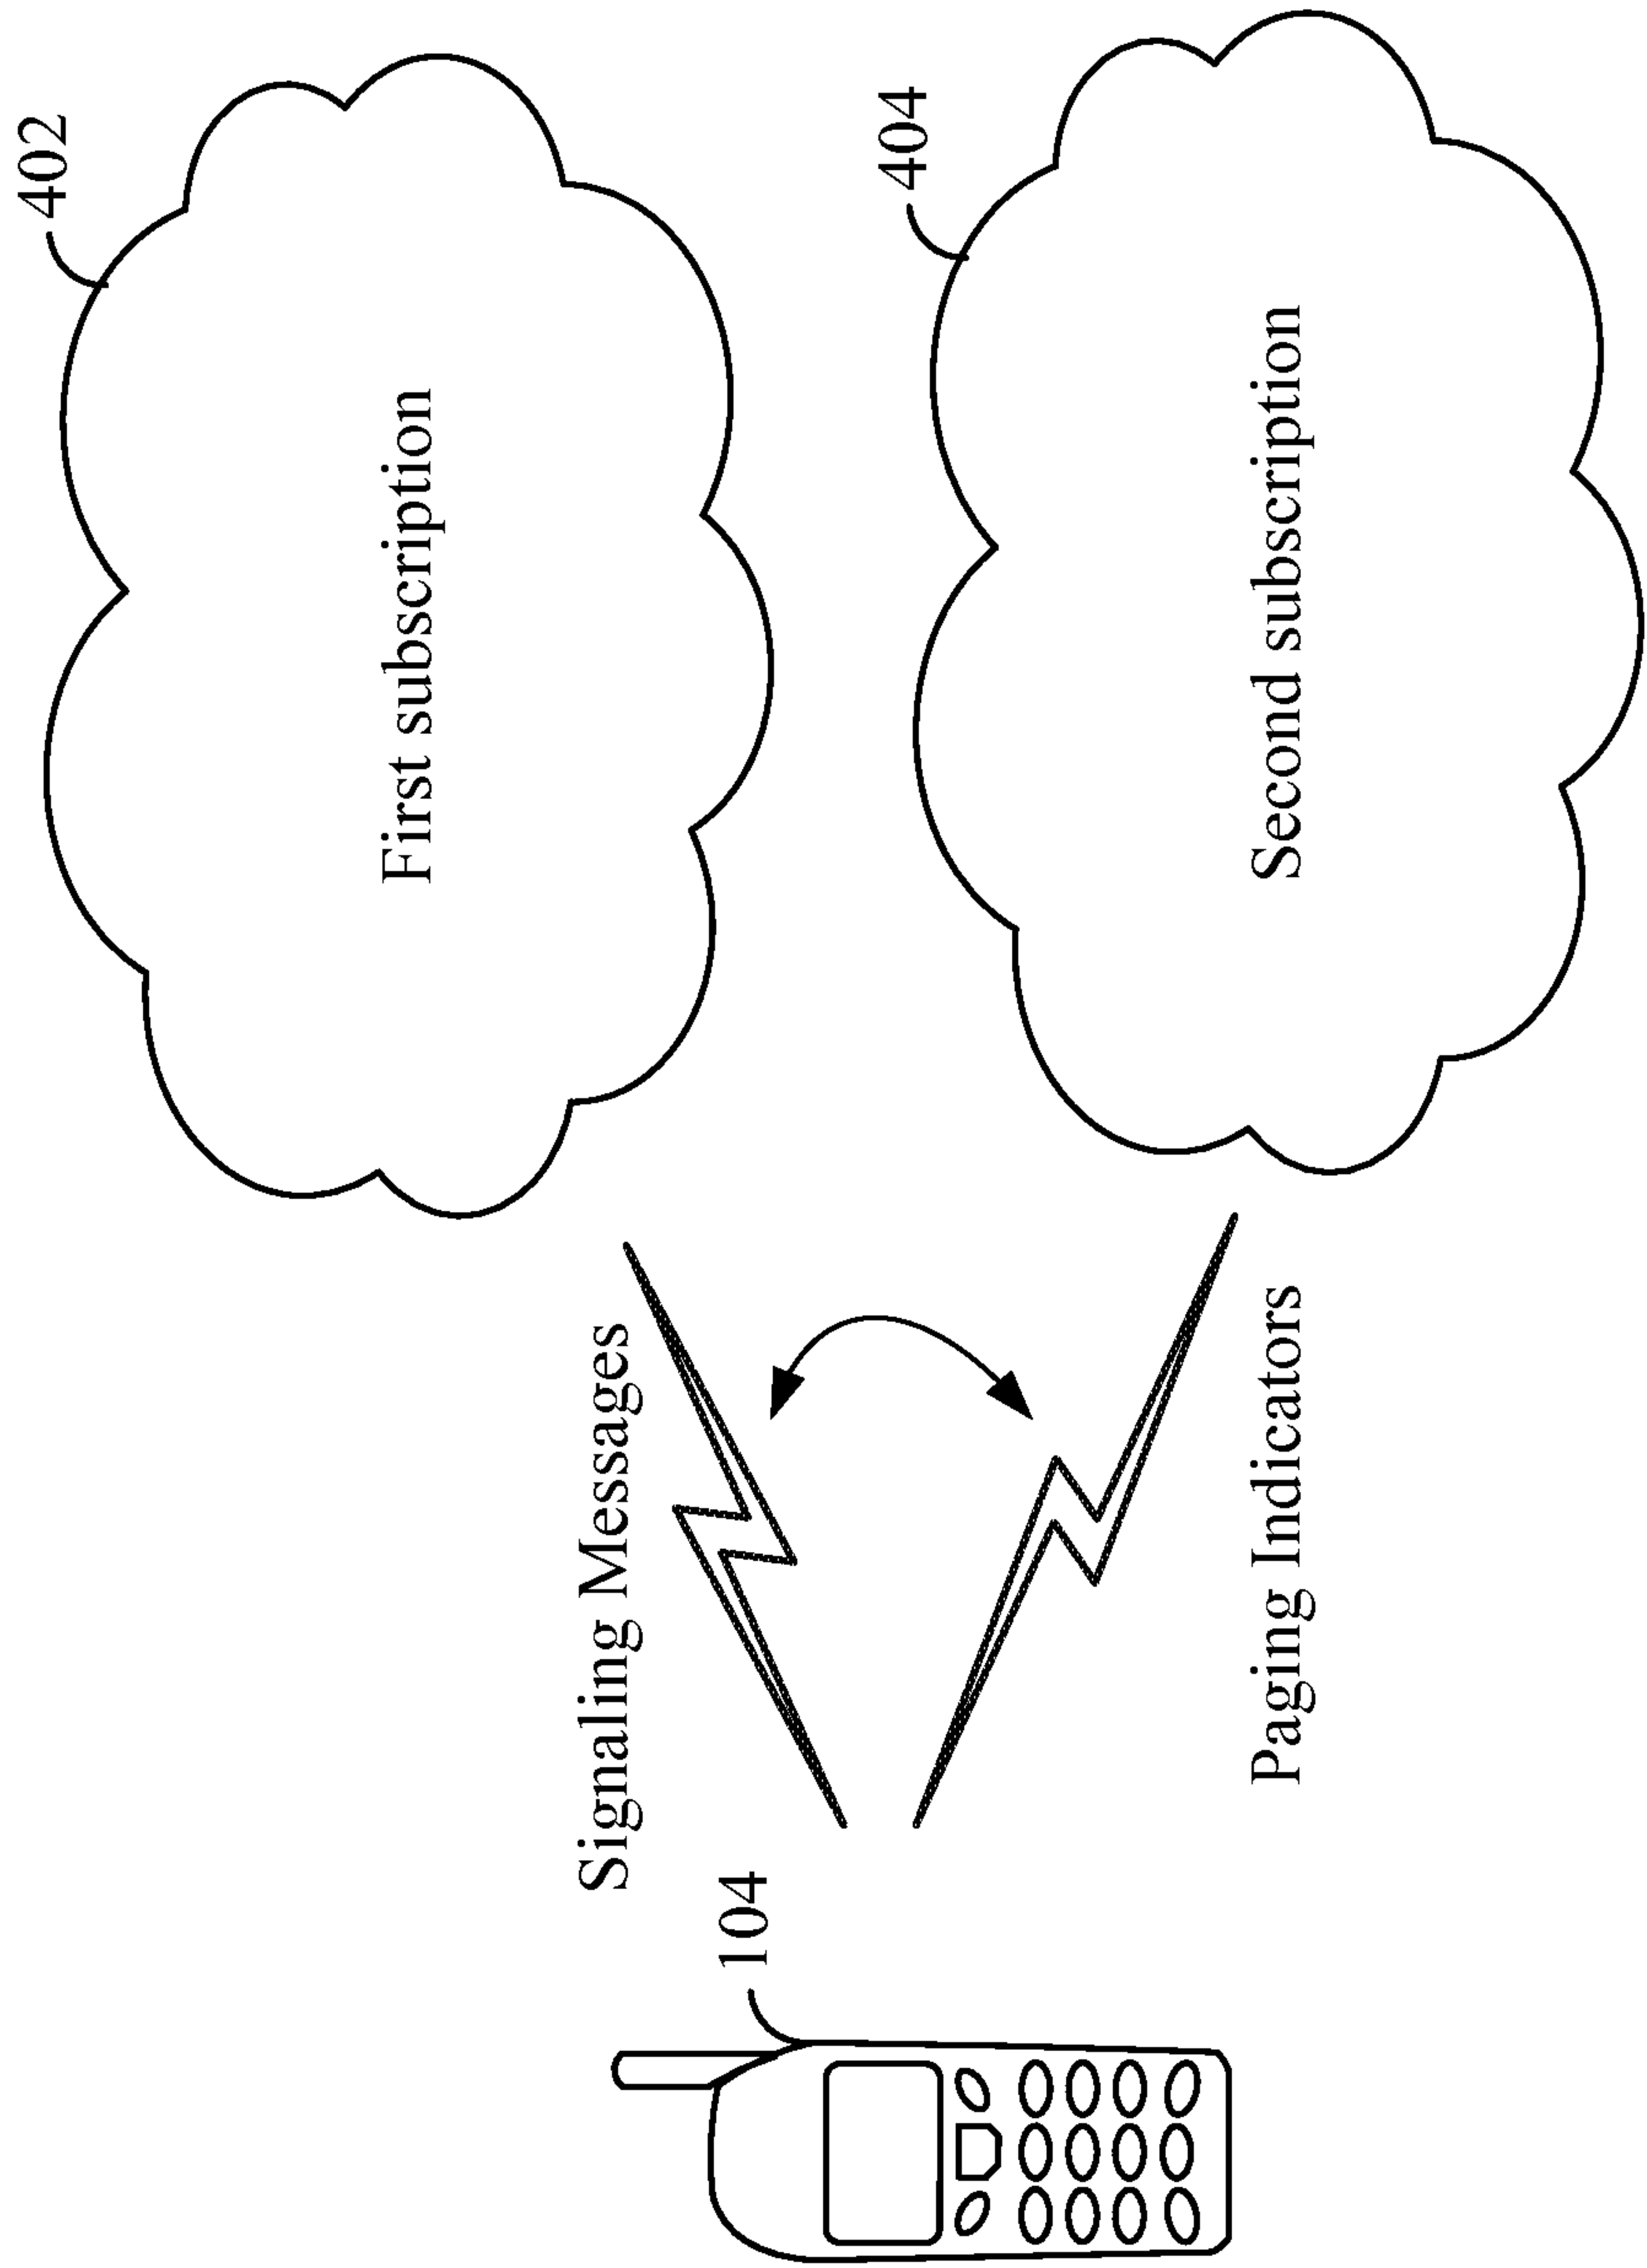 402
First subscription
404
Second subscription
Signaling Messages
Paging Indicators
104